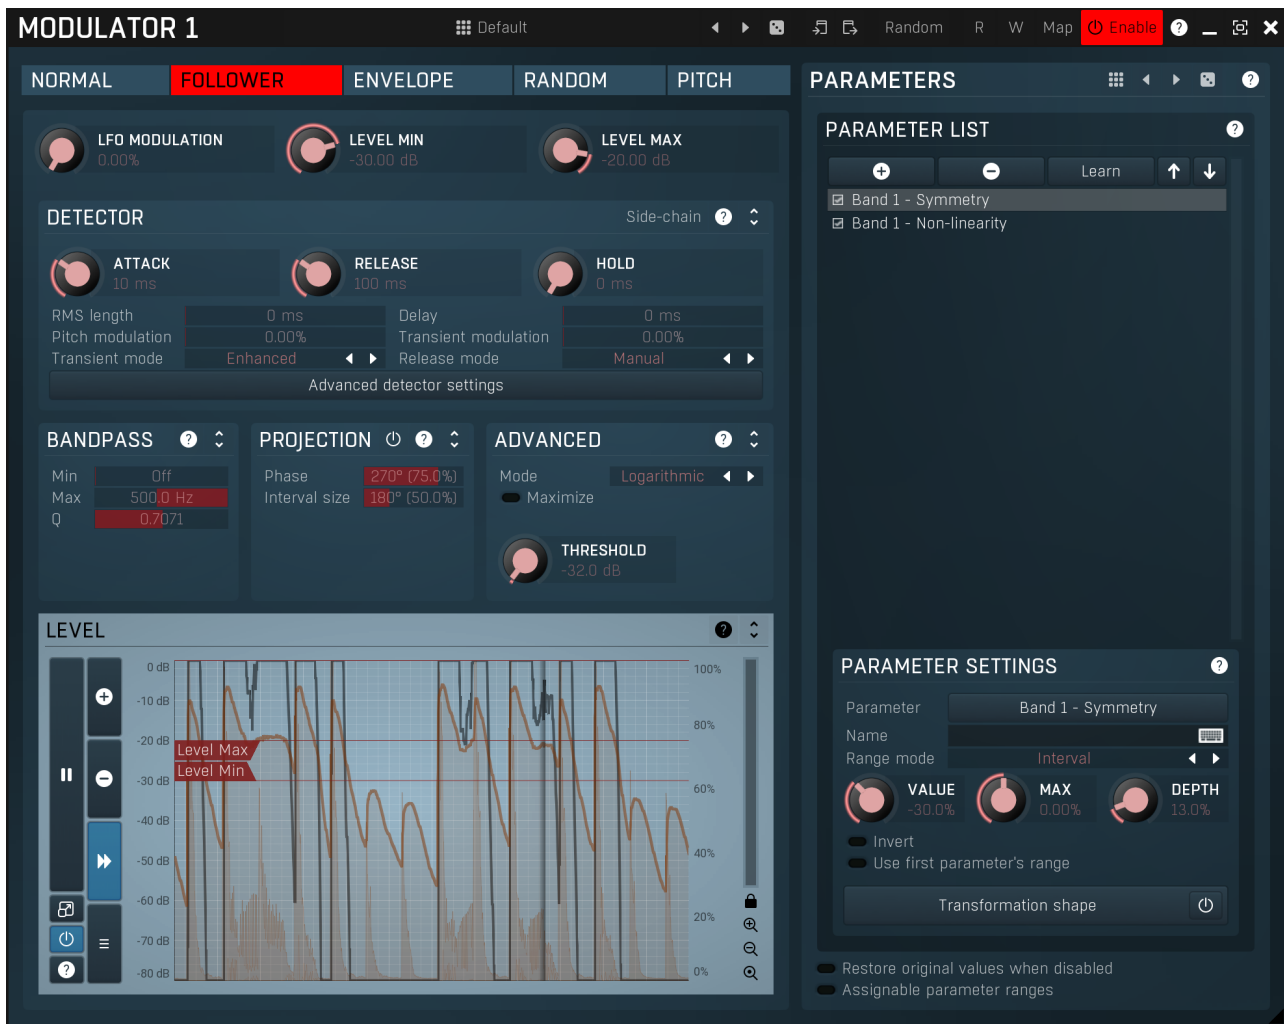 MODULATOR 1
Default
Random R W Map Enable ?
NORMAL FOLLOWER ENVELOPE RANDOM PITCH
LFO MODULATION
0.00%
LEVEL MIN
-30.00 dB
LEVEL MAX
-20.00 dB
DETECTOR
Side-chain ?
ATTACK
10 ms
RELEASE
100 ms
HOLD
0 ms
RMS length 0 ms Delay 0 ms
Pitch modulation 0.00% Transient modulation 0.00%
Transient mode Enhanced Release mode Manual
Advanced detector settings
BANDPASS ?
Min Off
Max 500.0 Hz
Q 0.7071
PROJECTION ?
Phase 270° (75.0%)
Interval size 180° (50.0%)
ADVANCED ?
Mode Logarithmic
Maximize
THRESHOLD
-32.0 dB
LEVEL ?
0 dB
-10 dB
-20 dB
-30 dB
-40 dB
-50 dB
-60 dB
-70 dB
-80 dB
Level Max
Level Min
100%
80%
60%
40%
20%
0%
?
PARAMETERS ?
PARAMETER LIST ?
Learn
Band 1 - Symmetry
Band 1 - Non-linearity
PARAMETER SETTINGS ?
Parameter Band 1 - Symmetry
Name
Range mode Interval
VALUE
-30.0%
MAX
0.00%
DEPTH
13.0%
Invert
Use first parameter's range
Transformation shape
Restore original values when disabled
Assignable parameter ranges